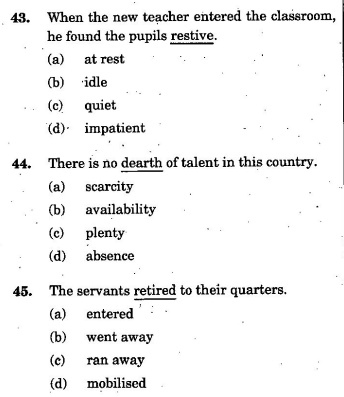 43. When the new teacher entered the classroom,
he found the pupils restive.
(a) at rest
(b) idle
(c) quiet
(d) impatient
44. There is no dearth of talent in this country.
(a) scarcity
(b) availability
(c) plenty
(d) absence
45. The servants retired to their quarters.
(a) entered
(b) went away
(c) ran away
(d) mobilised